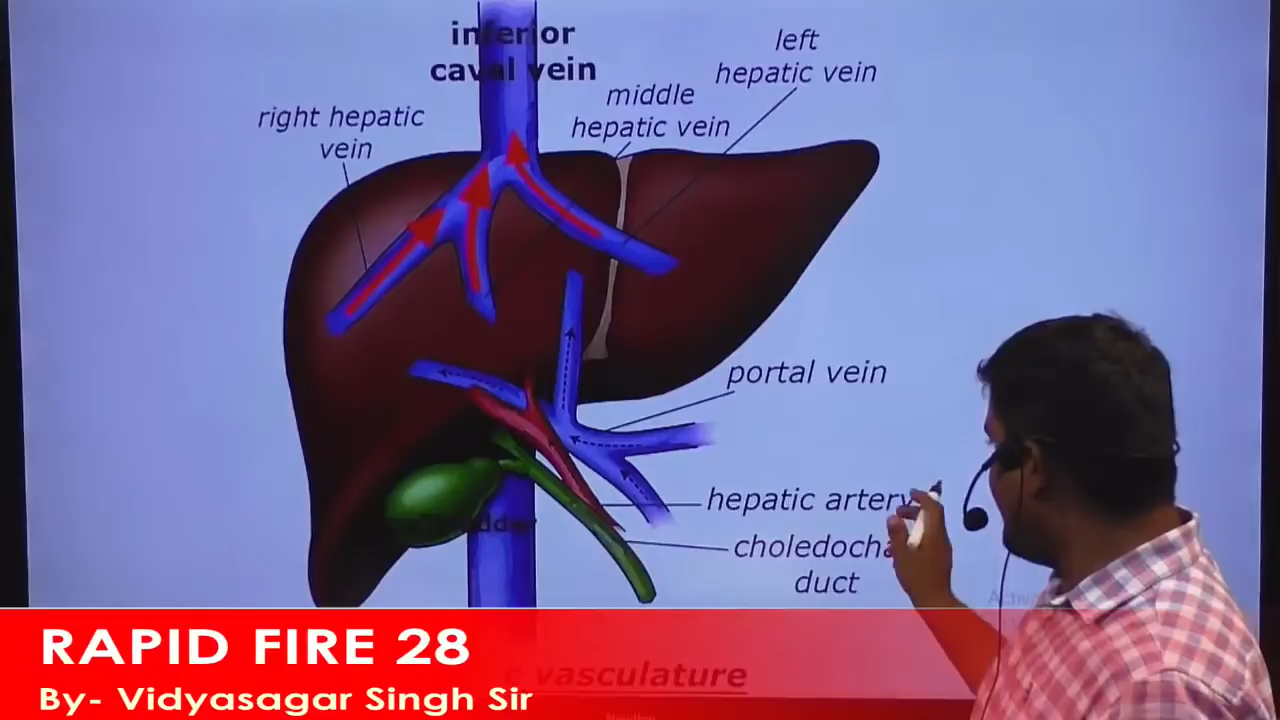 inferior
caval vein
left
hepatic vein
middle
hepatic vein
right hepatic
vein
portal vein
hepatic artery
choledocha
duct
RAPID FIRE 28
By- Vidyasagar Singh Sir
vasculature